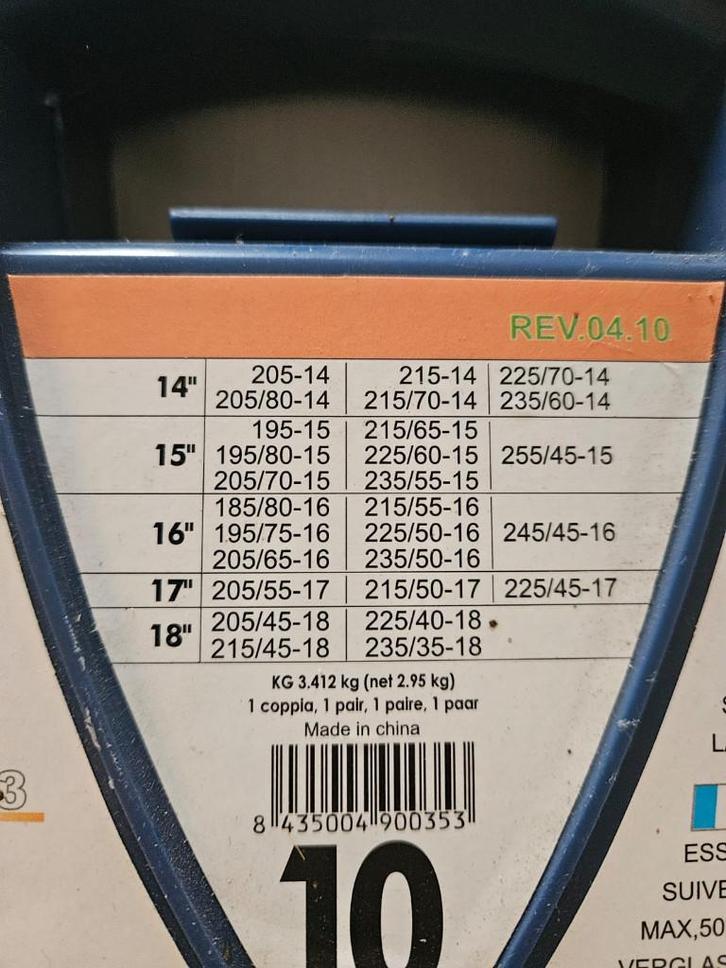 REV.04.10
14" 205-14 215-14 225/70-14
205/80-14 215/70-14 235/60-14
15" 195-15 215/65-15
195/80-15 225/60-15 255/45-15
205/70-15 235/55-15
16" 185/80-16 215/55-16
195/75-16 225/50-16 245/45-16
205/65-16 235/50-16
17" 205/55-17 215/50-17 225/45-17
18" 205/45-18 225/40-18
215/45-18 235/35-18
KG 3.412 kg (net 2.95 kg)
1 coppia, 1 pair, 1 paire, 1 paar
Made in china
8 435004 900353
10
3
ESS
SUIVE
MAX,50